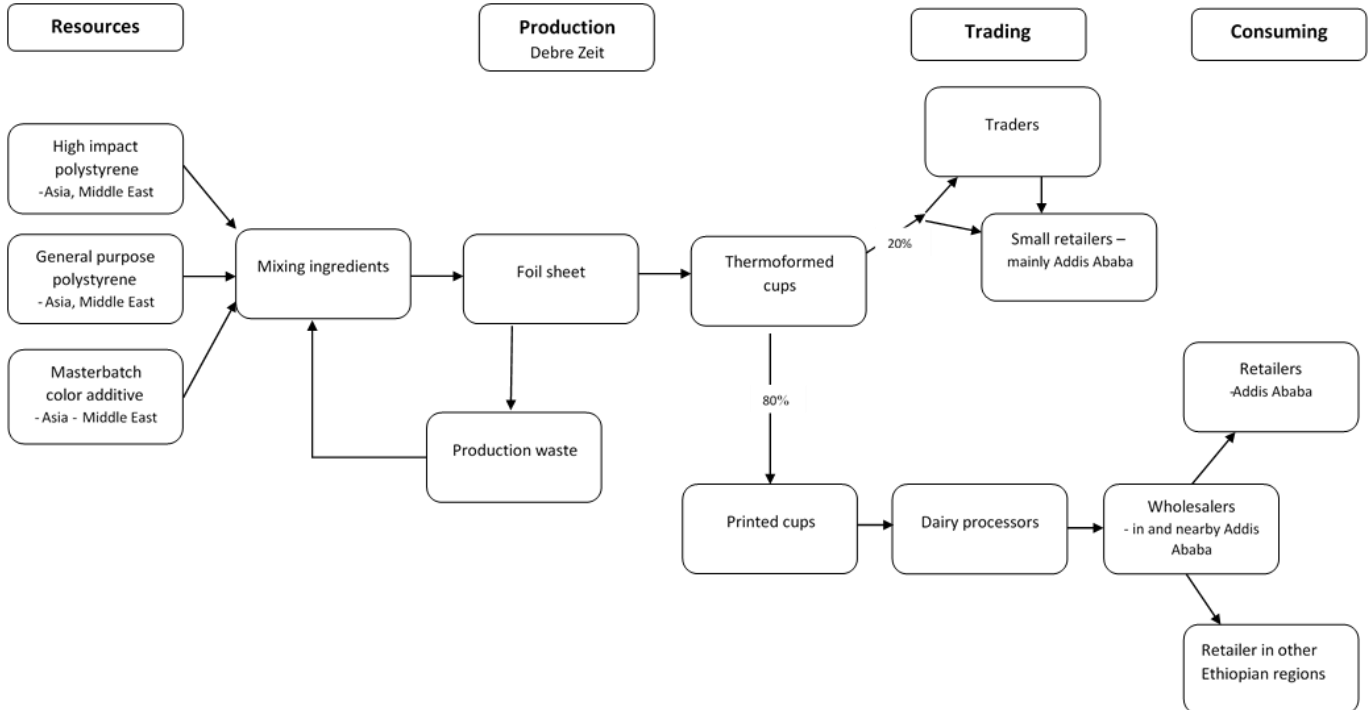 Resources
Production
Debre Zeit
Trading
Consuming
Traders
High impact
polystyrene
-Asia, Middle East
General purpose
polystyrene
- Asia, Middle East
Masterbatch
color additive
- Asia - Middle East
Mixing ingredients
Foil sheet
Thermoformed
cups
20%
Small retailers –
mainly Addis Ababa
80%
Production waste
Printed cups
Dairy processors
Wholesalers
- in and nearby Addis
Ababa
Retailers
-Addis Ababa
Retailer in other
Ethiopian regions